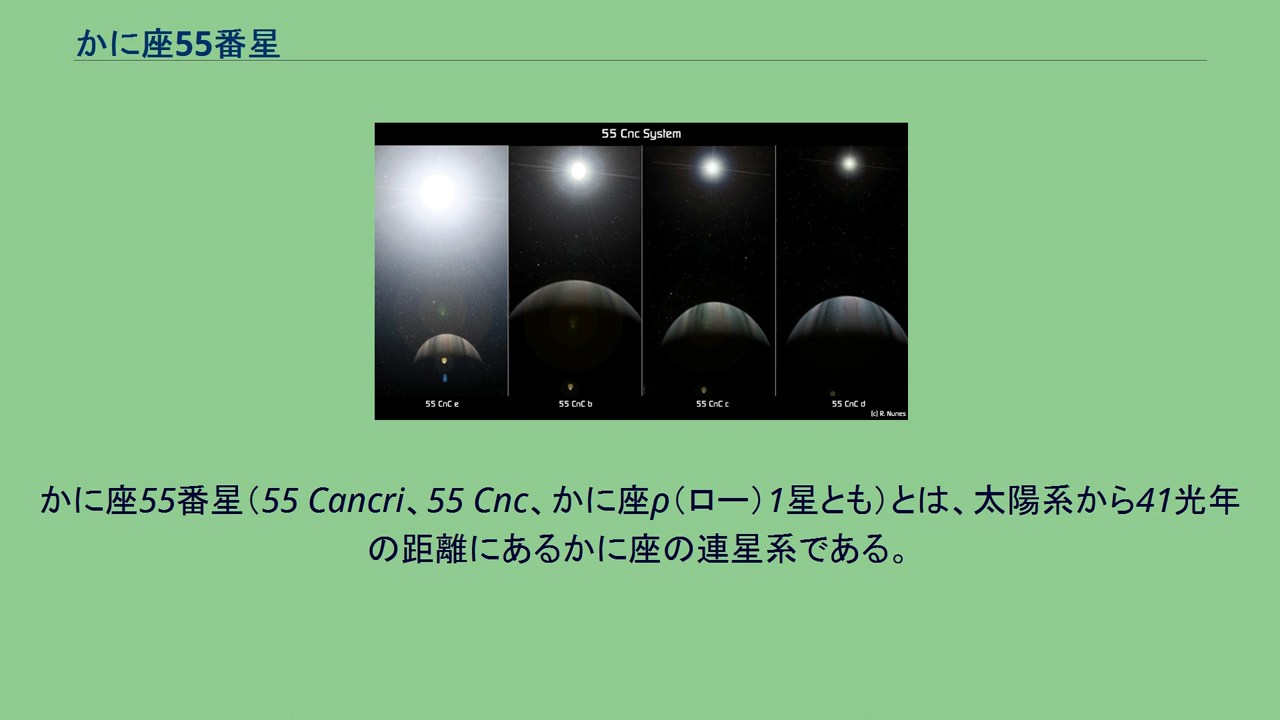 かに座55番星
55 Cnc System
55 CnC e
55 CnC b
55 CnC c
55 CnC d
(c) R. Nunes
かに座55番星（55 Cancri、55 Cnc、かに座ρ（ロー）1星とも）とは、太陽系から41光年
の距離にあるかに座の連星系である。